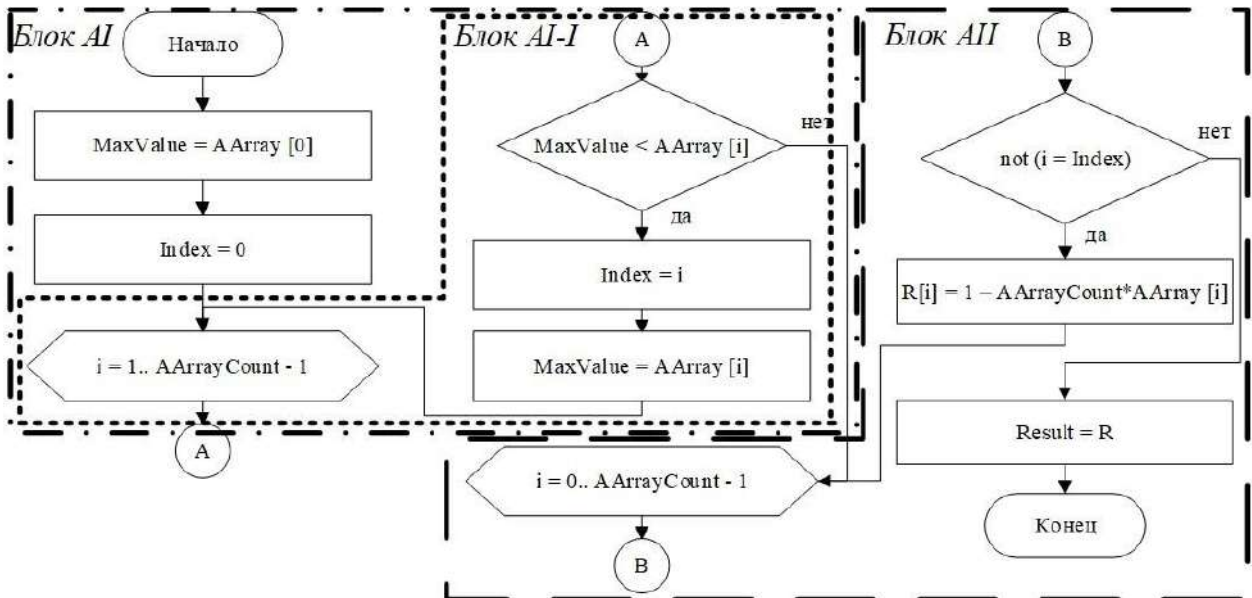 Блок AI
Начало
MaxValue = AArray [0]
Index = 0
i = 1.. AArrayCount - 1
A
Блок AI-I
A
MaxValue < AArray [i]
нет
да
Index = i
MaxValue = AArray [i]
i = 0.. AArrayCount - 1
B
Блок AII
B
not (i = Index)
нет
да
R[i] = 1 – AArrayCount*AArray [i]
Result = R
Конец